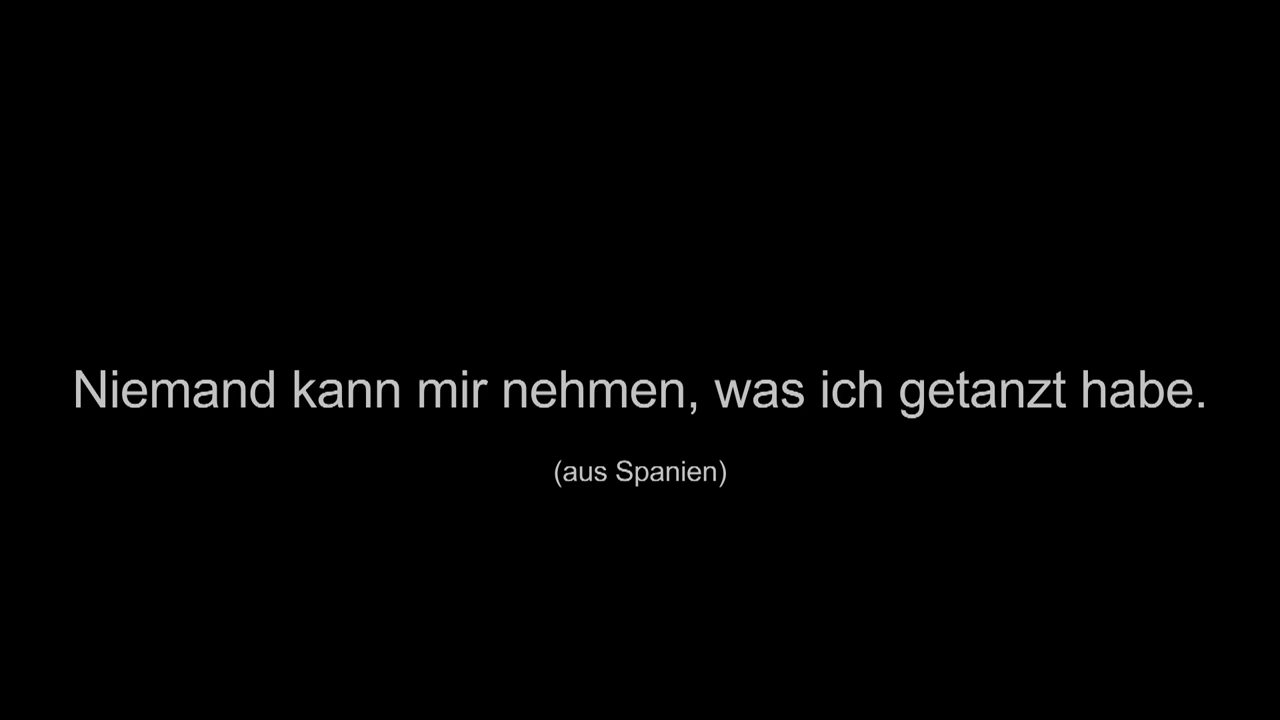 Niemand kann mir nehmen, was ich getanzt habe.
(aus Spanien)